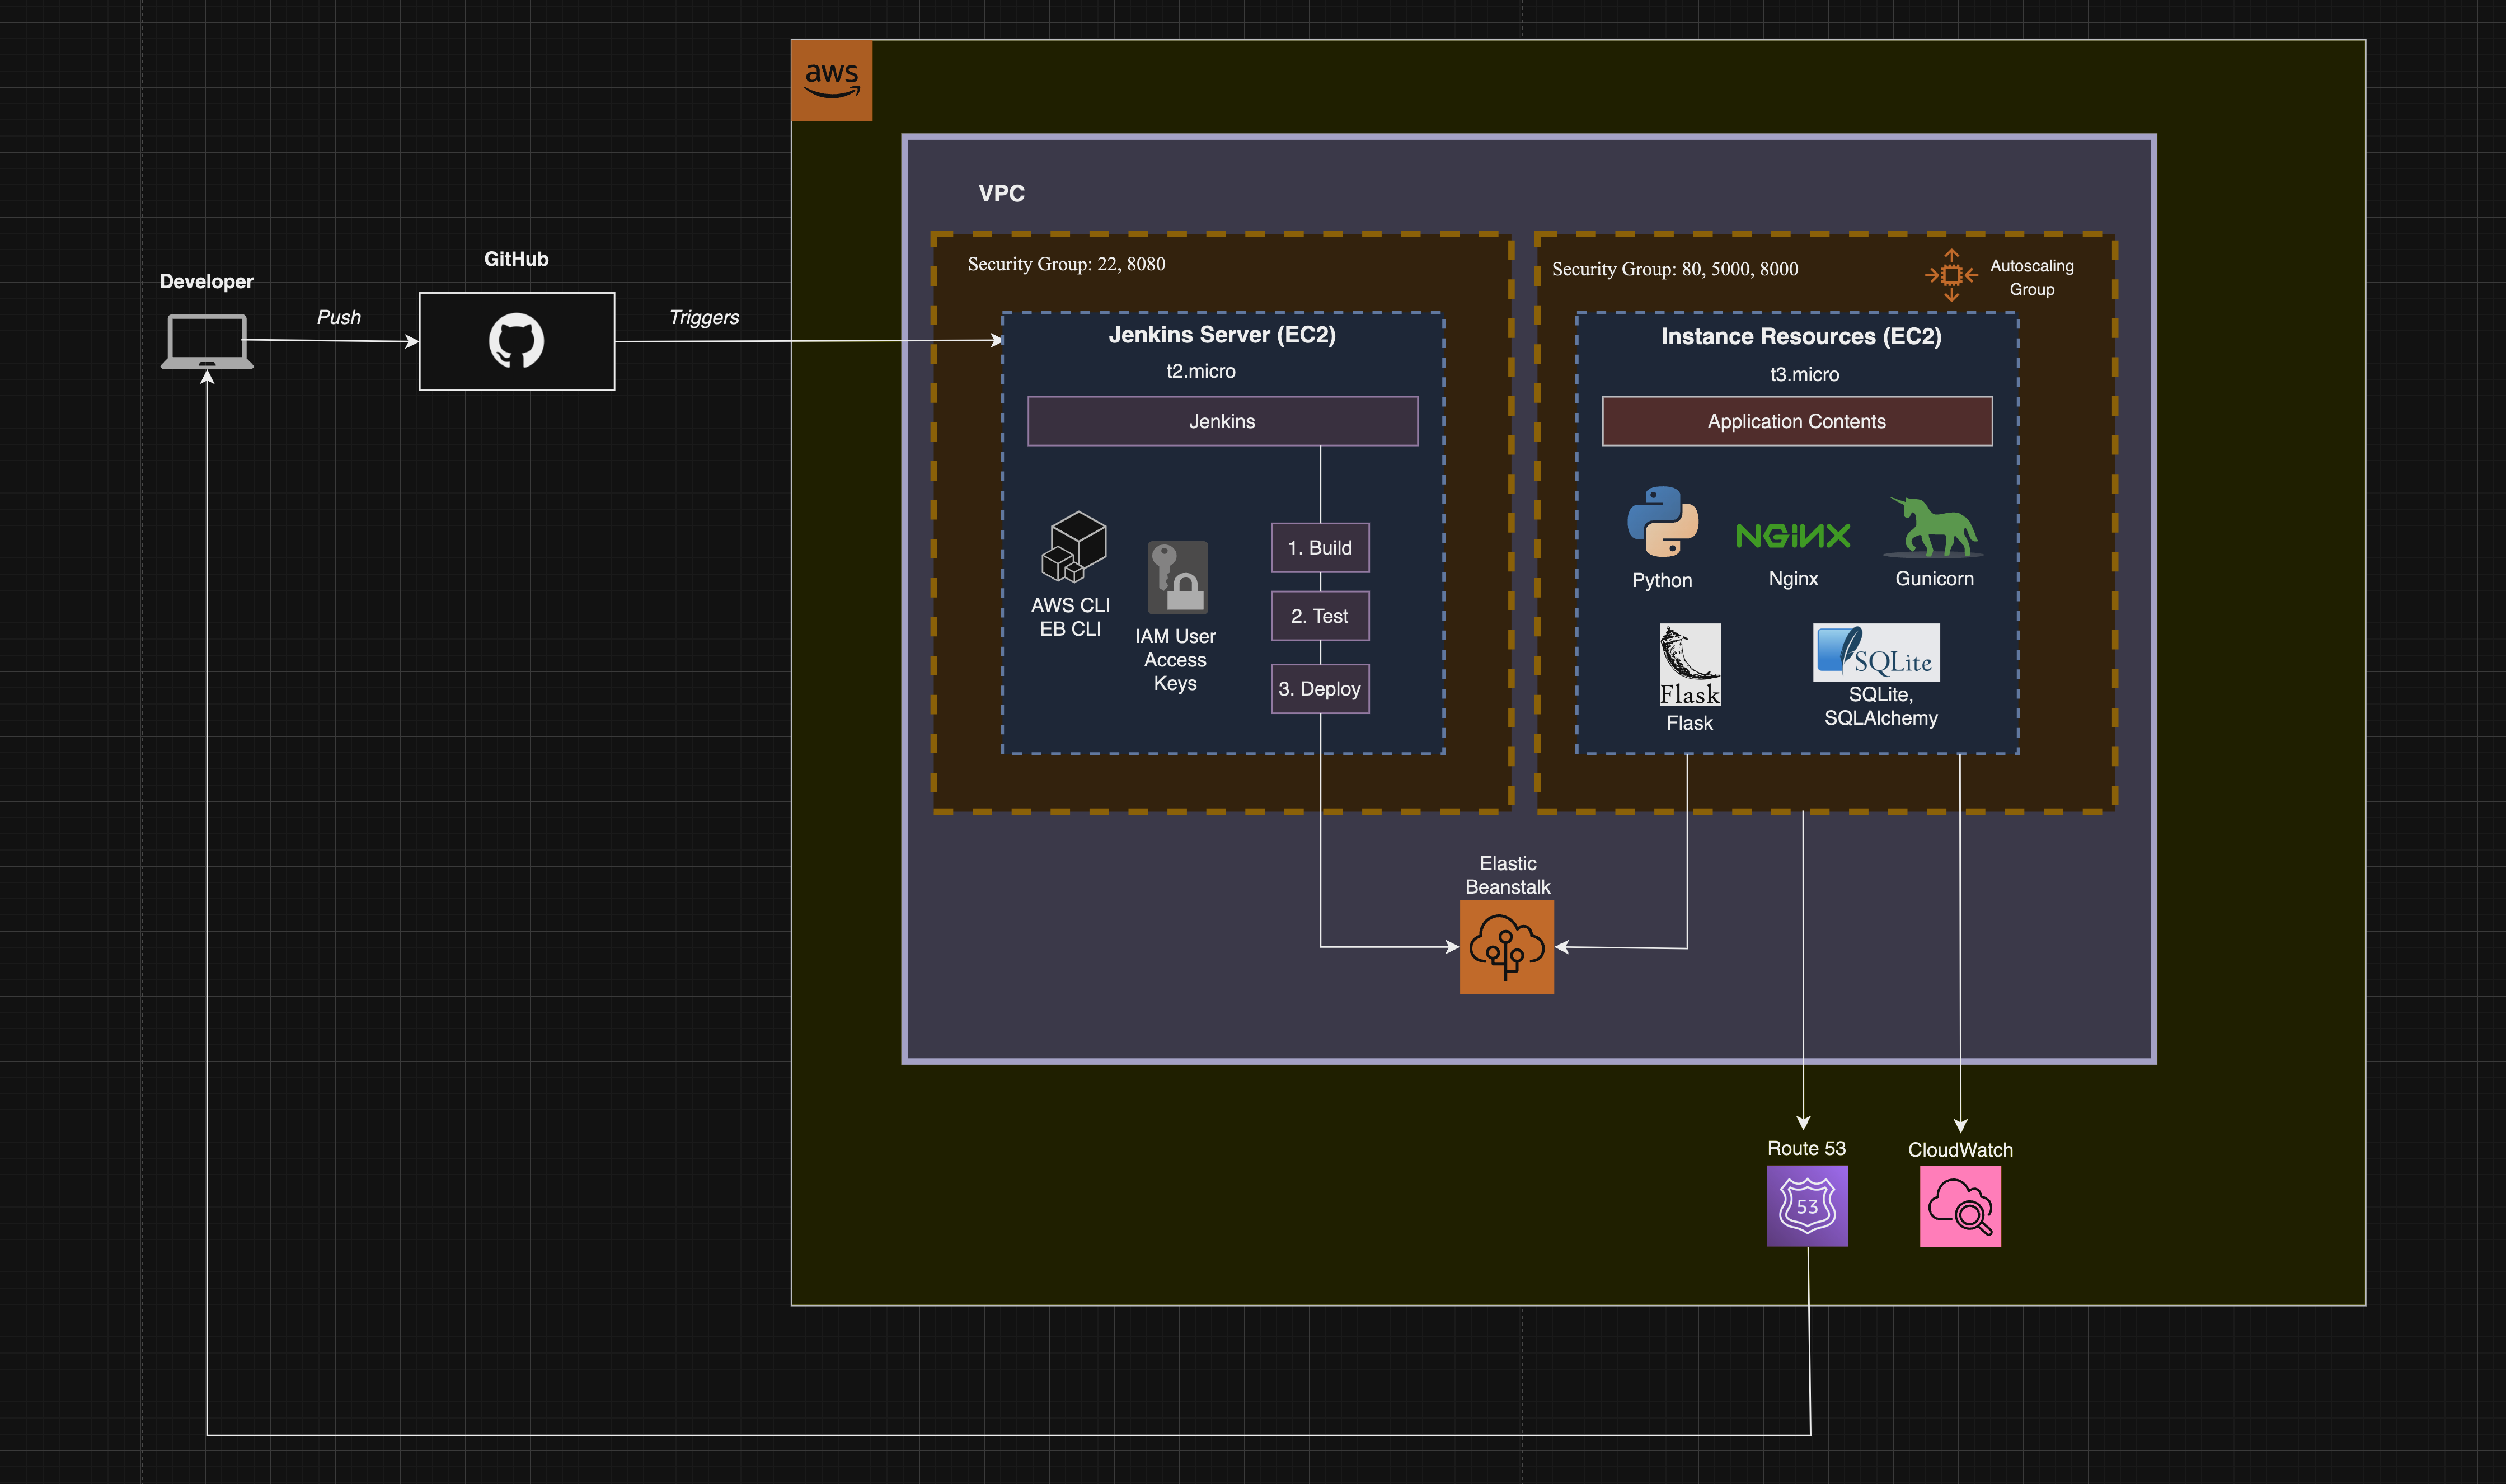 aws
VPC
Developer
GitHub
Push
Triggers
Security Group: 22, 8080
Jenkins Server (EC2)
t2.micro
Jenkins
AWS CLI
EB CLI
IAM User
Access
Keys
1. Build
2. Test
3. Deploy
Security Group: 80, 5000, 8000
Autoscaling
Group
Instance Resources (EC2)
t3.micro
Application Contents
NGiNX
Python
Nginx
Gunicorn
Flask
Flask
SQLite
SQLite,
SQLAlchemy
Elastic
Beanstalk
Route 53
53
CloudWatch